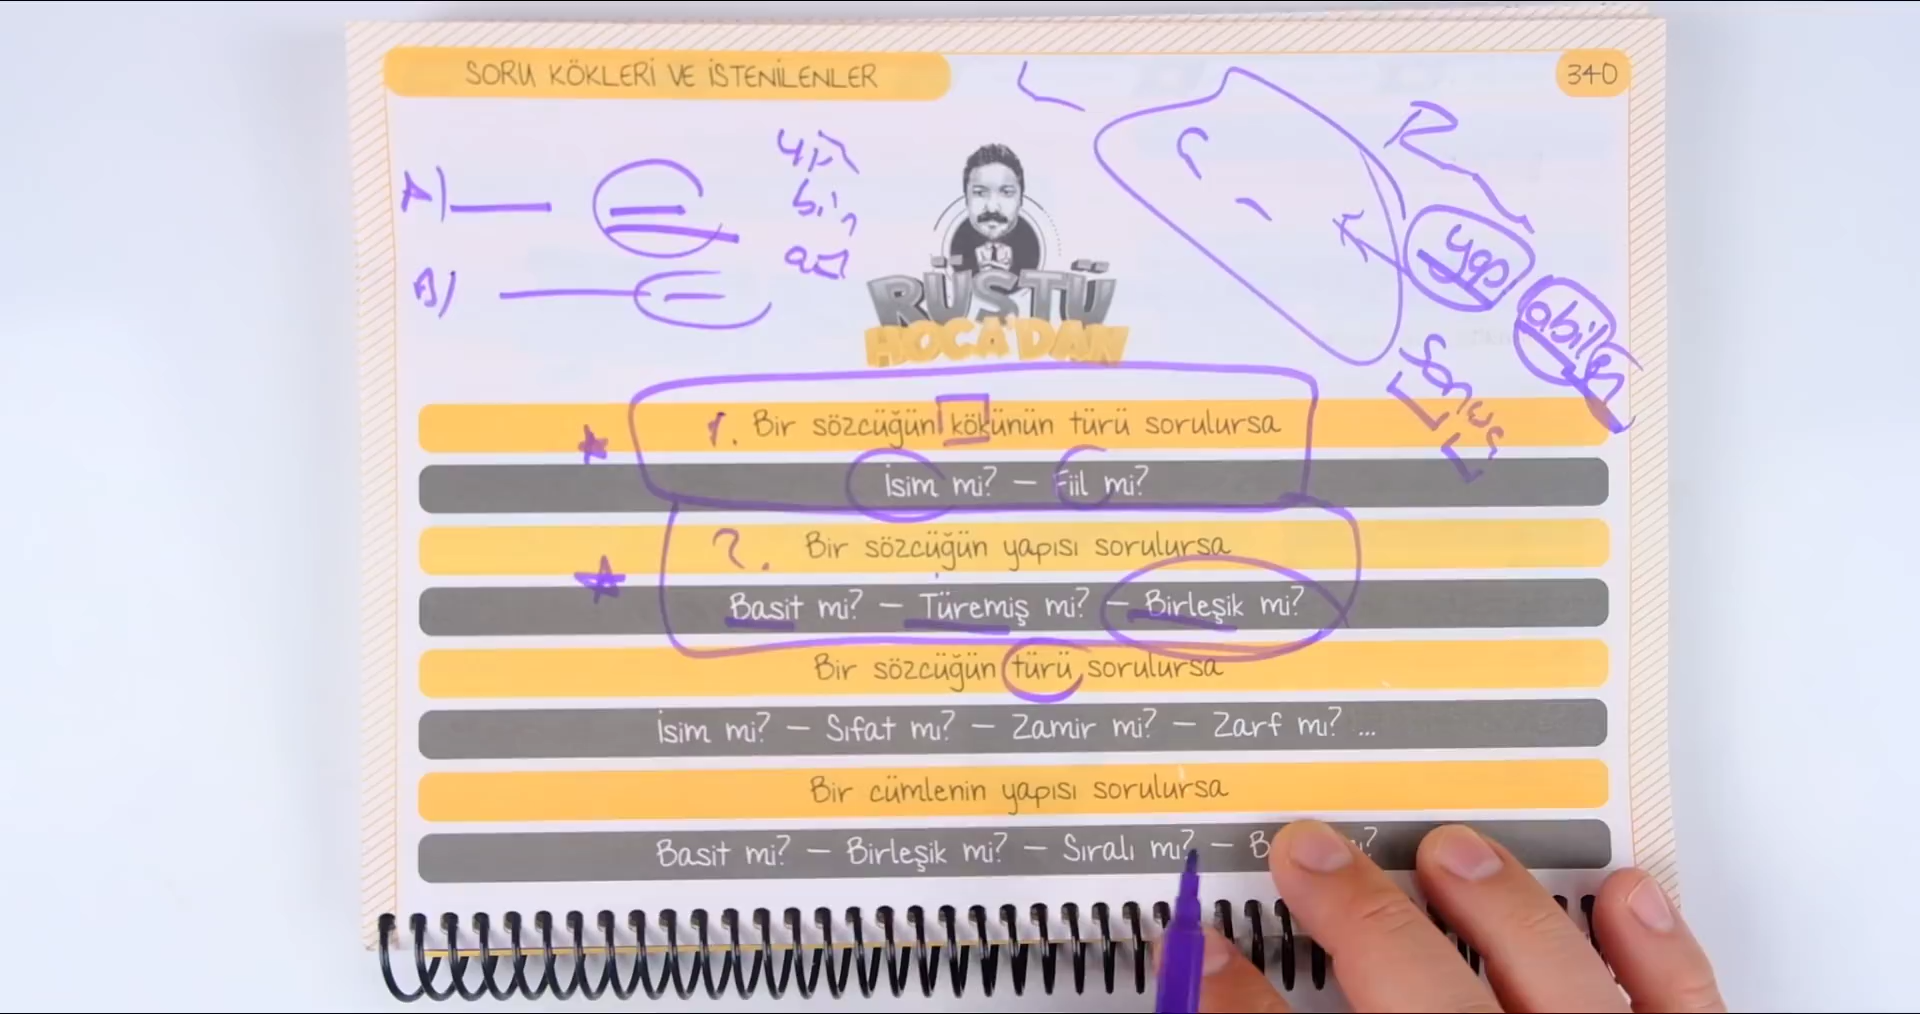 SORU KÖKLERİ VE İSTENİLENLER
340
A)
B)
RÜŞTÜ
HOCA'DAN
yap
abilen
1. Bir sözcüğün kökünün türü sorulursa
İsim mi? – Fiil mi?
2. Bir sözcüğün yapısı sorulursa
Basit mi? – Türemiş mi? – Birleşik mi?
Bir sözcüğün türü sorulursa
İsim mi? – Sıfat mı? – Zamir mi? – Zarf mı? ...
Bir cümlenin yapısı sorulursa
Basit mi? – Birleşik mi? – Sıralı mı? –